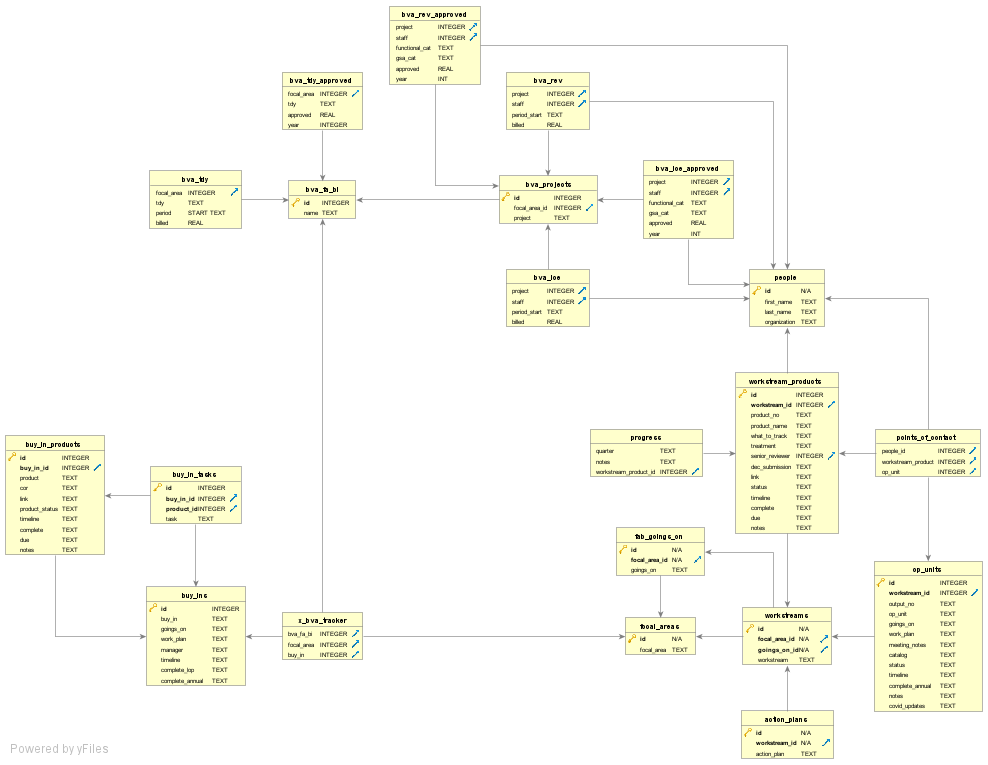 bva_rev_approved
project INTEGER
staff INTEGER
functional_cat TEXT
gsa_cat TEXT
approved REAL
year INT
bva_tdy_approved
focal_area INTEGER
tdy TEXT
approved REAL
year INTEGER
bva_rev
project INTEGER
staff INTEGER
period_start TEXT
billed REAL
bva_tdy
focal_area INTEGER
tdy TEXT
period START TEXT
billed REAL
bva_fa_bi
id INTEGER
name TEXT
bva_projects
id INTEGER
focal_area_id INTEGER
project TEXT
bva_loe_approved
project INTEGER
staff INTEGER
functional_cat TEXT
gsa_cat TEXT
approved REAL
year INT
bva_loe
project INTEGER
staff INTEGER
period_start TEXT
billed REAL
people
id N/A
first_name TEXT
last_name TEXT
organization TEXT
workstream_products
id INTEGER
workstream_id INTEGER
product_no TEXT
product_name TEXT
what_to_track TEXT
treatment TEXT
senior_reviewer INTEGER
dec_submission TEXT
link TEXT
status TEXT
timeline TEXT
complete TEXT
due TEXT
notes TEXT
progress
quarter TEXT
notes TEXT
workstream_product_id INTEGER
points_of_contact
people_id INTEGER
workstream_product INTEGER
op_unit INTEGER
buy_in_products
id INTEGER
buy_in_id INTEGER
product TEXT
cor TEXT
link TEXT
product_status TEXT
timeline TEXT
complete TEXT
due TEXT
notes TEXT
buy_in_tasks
id INTEGER
buy_in_id INTEGER
product_id INTEGER
task TEXT
fab_goings_on
id N/A
focal_area_id N/A
goings_on TEXT
op_units
id INTEGER
workstream_id INTEGER
output_no TEXT
op_unit TEXT
goings_on TEXT
work_plan TEXT
meeting_notes TEXT
catalog TEXT
status TEXT
timeline TEXT
complete_annual TEXT
notes TEXT
covid_updates TEXT
buy_ins
id INTEGER
buy_in TEXT
goings_on TEXT
work_plan TEXT
manager TEXT
timeline TEXT
complete_lop TEXT
complete_annual TEXT
x_bva_tracker
bva_fa_bi INTEGER
focal_area INTEGER
buy_in INTEGER
focal_areas
id N/A
focal_area TEXT
workstreams
id N/A
focal_area_id N/A
goings_on_id N/A
workstream TEXT
action_plans
id N/A
workstream_id N/A
action_plan TEXT
Powered by yFiles